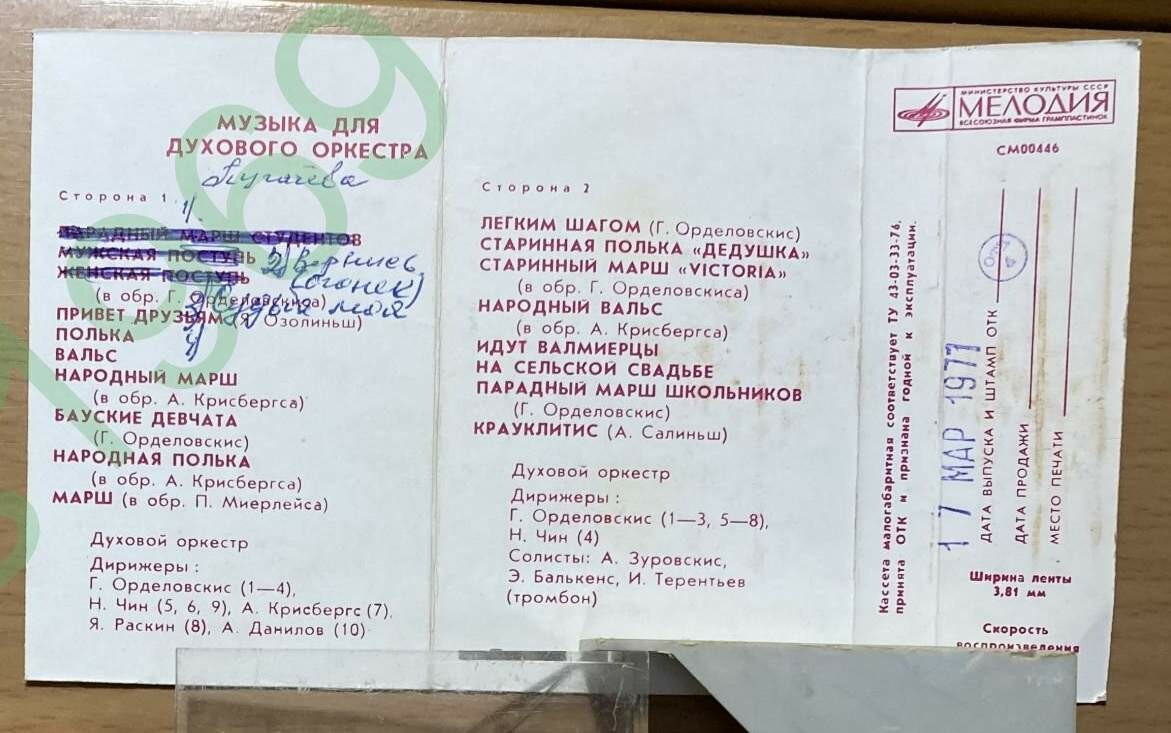 МУЗЫКА ДЛЯ
ДУХОВОГО ОРКЕСТРА
Пугачёва
Сторона 1
1/.
ПАРАДНЫЙ МАРШ СТУДЕНТОВ
МУЖСКАЯ ПОСТУПЬ 2)
ЖЕНСКАЯ ПОСТУПЬ
(в обр. Г. Орделовскиса)
ПРИВЕТ ДРУЗЬЯМ (Я. Озолиньш)
ПОЛЬКА
ВАЛЬС
НАРОДНЫЙ МАРШ
(в обр. А. Крисбергса)
БАУСКИЕ ДЕВЧАТА
(Г. Орделовскис)
НАРОДНАЯ ПОЛЬКА
(в обр. А. Крисбергса)
МАРШ (в обр. П. Миерлейса)
Духовой оркестр
Дирижеры :
Г. Орделовскис (1—4),
Н. Чин (5, 6, 9), А. Крисбергс (7),
Я. Раскин (8), А. Данилов (10)
Сторона 2
ЛЕГКИМ ШАГОМ (Г. Орделовскис)
СТАРИННАЯ ПОЛЬКА «ДЕДУШКА»
СТАРИННЫЙ МАРШ «VICTORIA»
(в обр. Г. Орделовскиса)
НАРОДНЫЙ ВАЛЬС
(в обр. А. Крисбергса)
ИДУТ ВАЛМИЕРЦЫ
НА СЕЛЬСКОЙ СВАДЬБЕ
ПАРАДНЫЙ МАРШ ШКОЛЬНИКОВ
(Г. Орделовскис)
КРАУКЛИТИС (А. Салиньш)
Духовой оркестр
Дирижеры :
Г. Орделовскис (1—3, 5—8),
Н. Чин (4)
Солисты: А. Зуровскис,
Э. Балькенс, И. Терентьев
(тромбон)
МИНИСТЕРСТВО КУЛЬТУРЫ СССР
МЕЛОДИЯ
ВСЕСОЮЗНАЯ ФИРМА ГРАМПЛАСТИНОК
СМ00446
Кассета малогабаритная соответствует ТУ 43-03-33-76,
принята ОТК и признана годной к эксплуатации.
1 7 МАР 1977
ДАТА ВЫПУСКА И ШТАМП ОТК
ДАТА ПРОДАЖИ
МЕСТО ПЕЧАТИ
Ширина ленты
3,81 мм
Скорость
воспроизведения